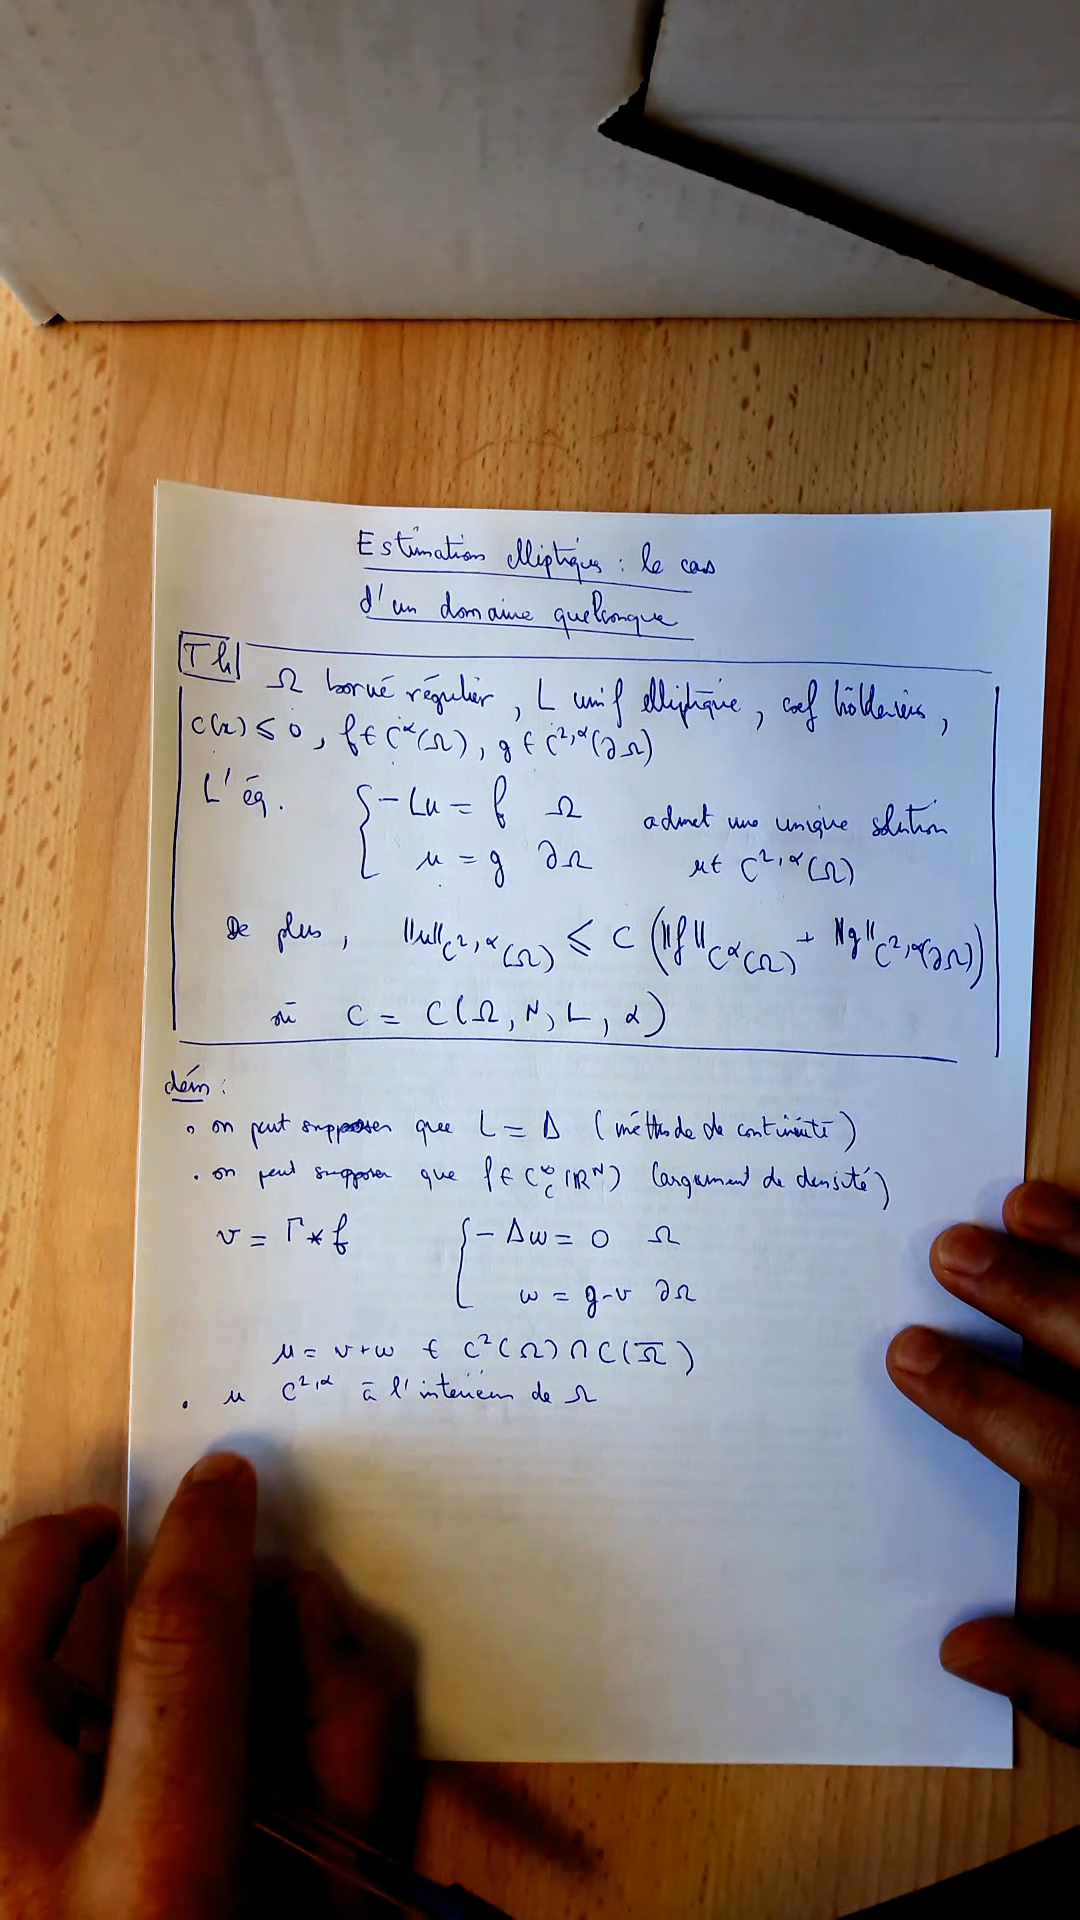 Estimations elliptiques : le cas
d'un domaine quelconque
Th
Ω borné régulier, L unif elliptique, coef höldériens,
c(x) ≤ 0, f ∈ C^α(Ω), g ∈ C^{2,α}(∂Ω)
L'éq. { -Lu = f Ω admet une unique solution
u = g ∂Ω u ∈ C^{2,α}(Ω)
De plus, ||u||_{C^{2,α}(Ω)} ≤ C (||f||_{C^α(Ω)} + ||g||_{C^{2,α}(∂Ω)})
où C = C(Ω, N, L, α)
dém :
• on peut supposer que L = Δ (méthode de continuité)
• on peut supposer que f ∈ C_c^∞(ℝ^N) (argument de densité)
v = Γ * f { -Δw = 0 Ω
w = g-v ∂Ω
u = v+w ∈ C²(Ω) ∩ C(Ω̅)
• u C^{2,α} à l'intérieur de Ω